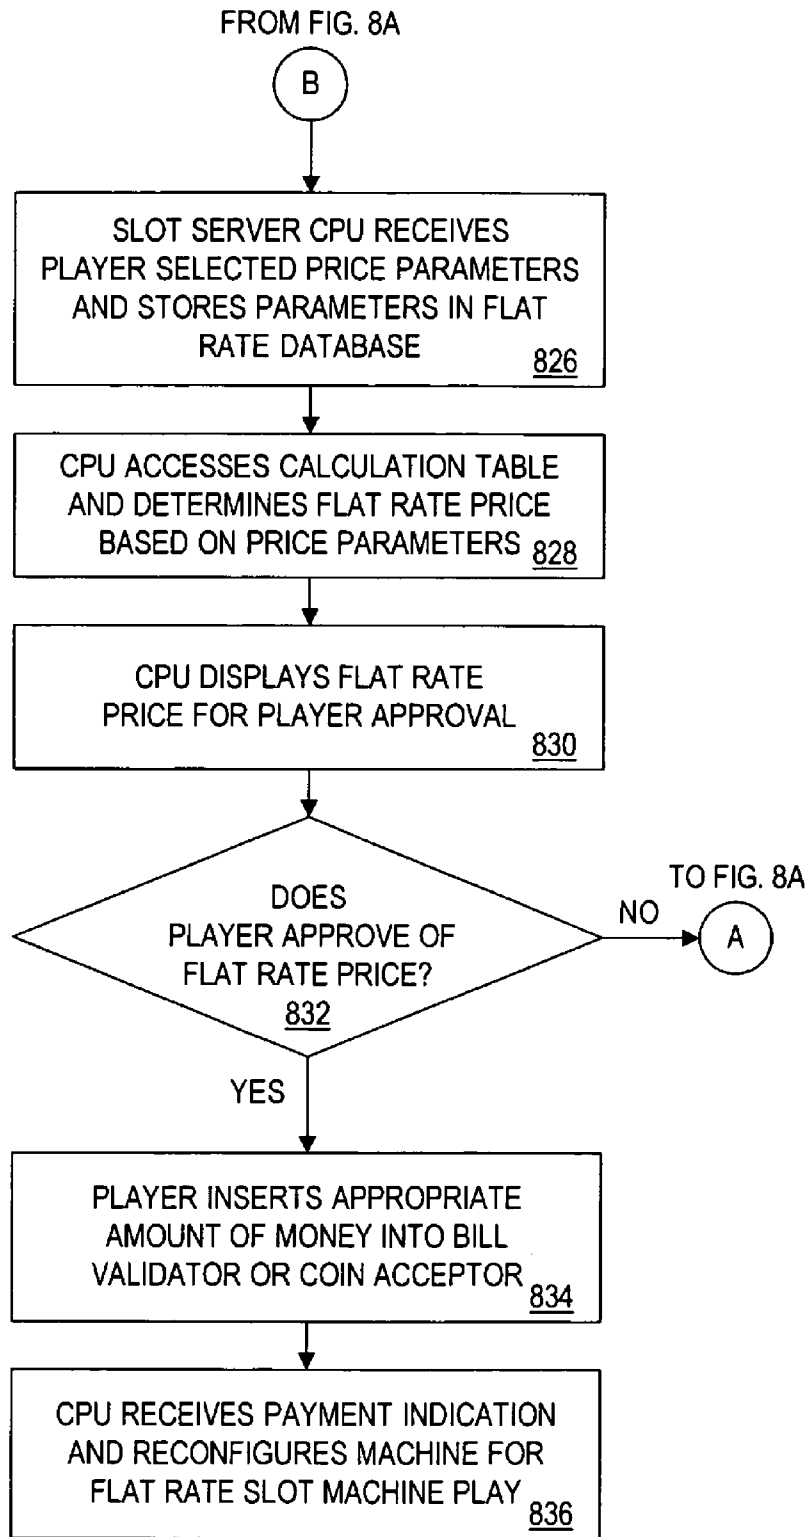 FROM FIG. 8A
B
SLOT SERVER CPU RECEIVES
PLAYER SELECTED PRICE PARAMETERS
AND STORES PARAMETERS IN FLAT
RATE DATABASE
826
CPU ACCESSES CALCULATION TABLE
AND DETERMINES FLAT RATE PRICE
BASED ON PRICE PARAMETERS 828
CPU DISPLAYS FLAT RATE
PRICE FOR PLAYER APPROVAL
830
DOES
PLAYER APPROVE OF
FLAT RATE PRICE?
832
NO
TO FIG. 8A
A
YES
PLAYER INSERTS APPROPRIATE
AMOUNT OF MONEY INTO BILL
VALIDATOR OR COIN ACCEPTOR 834
CPU RECEIVES PAYMENT INDICATION
AND RECONFIGURES MACHINE FOR
FLAT RATE SLOT MACHINE PLAY 836